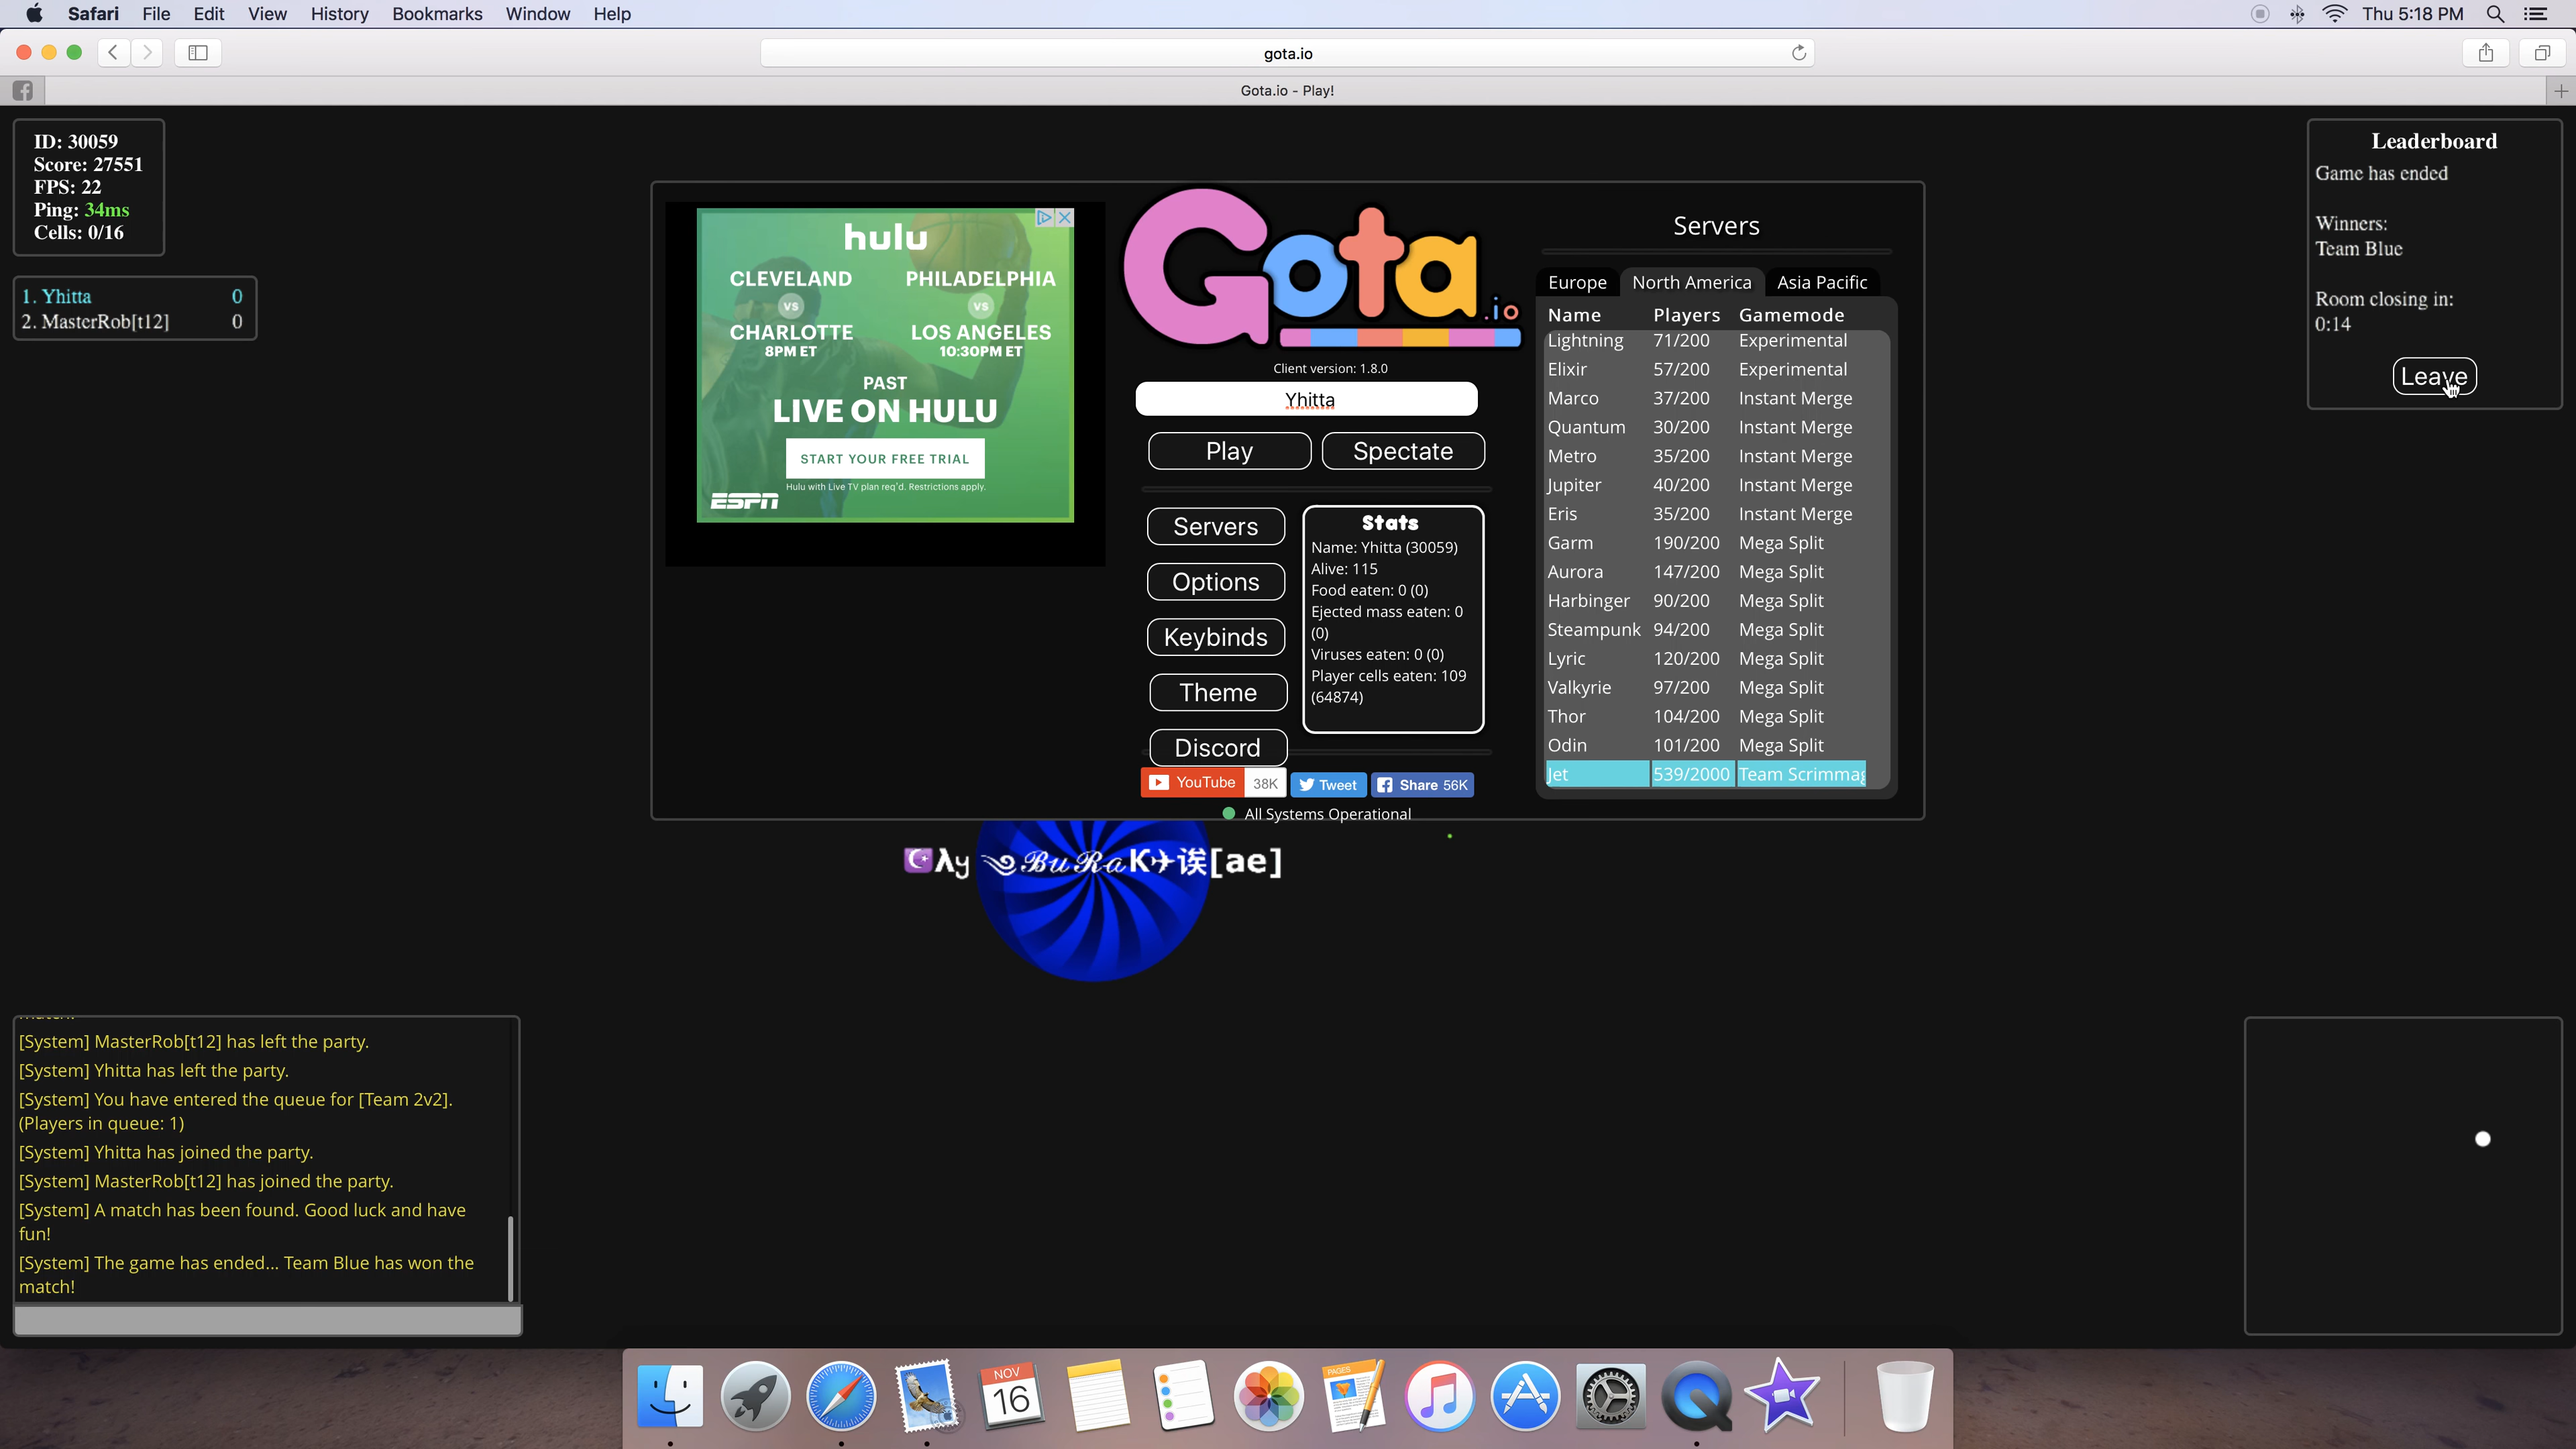 Safari File Edit View History Bookmarks Window Help
Thu 5:18 PM
gota.io
Gota.io - Play!
ID: 30059
Score: 27551
FPS: 22
Ping: 34ms
Cells: 0/16
1. Yhitta 0
2. MasterRob[t12] 0
hulu
CLEVELAND
VS
CHARLOTTE
8PM ET
PHILADELPHIA
VS
LOS ANGELES
10:30PM ET
PAST
LIVE ON HULU
START YOUR FREE TRIAL
Hulu with Live TV plan req'd. Restrictions apply.
ESPN
Gota.io
Client version: 1.8.0
Yhitta
Play Spectate
Servers
Options
Keybinds
Theme
Discord
Stats
Name: Yhitta (30059)
Alive: 115
Food eaten: 0 (0)
Ejected mass eaten: 0
(0)
Viruses eaten: 0 (0)
Player cells eaten: 109
(64874)
YouTube 38K Tweet Share 56K
All Systems Operational
Servers
Europe North America Asia Pacific
Name Players Gamemode
Lightning 71/200 Experimental
Elixir 57/200 Experimental
Marco 37/200 Instant Merge
Quantum 30/200 Instant Merge
Metro 35/200 Instant Merge
Jupiter 40/200 Instant Merge
Eris 35/200 Instant Merge
Garm 190/200 Mega Split
Aurora 147/200 Mega Split
Harbinger 90/200 Mega Split
Steampunk 94/200 Mega Split
Lyric 120/200 Mega Split
Valkyrie 97/200 Mega Split
Thor 104/200 Mega Split
Odin 101/200 Mega Split
Jet 539/2000 Team Scrimmag
Leaderboard
Game has ended
Winners:
Team Blue
Room closing in:
0:14
Leave
☪λy ༄ℬuℛaK✈诶[ae]
[System] MasterRob[t12] has left the party.
[System] Yhitta has left the party.
[System] You have entered the queue for [Team 2v2].
(Players in queue: 1)
[System] Yhitta has joined the party.
[System] MasterRob[t12] has joined the party.
[System] A match has been found. Good luck and have
fun!
[System] The game has ended... Team Blue has won the
match!
NOV
16
PAGES